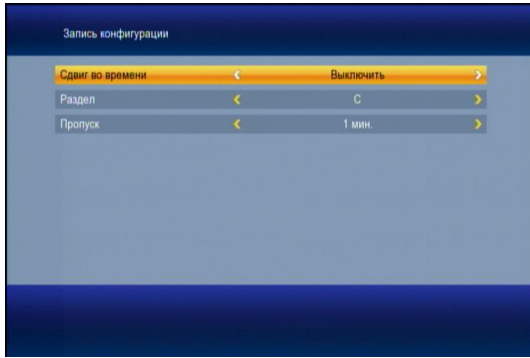 Запись конфигурации
Сдвиг во времени Выключить
Раздел C
Пропуск 1 мин.